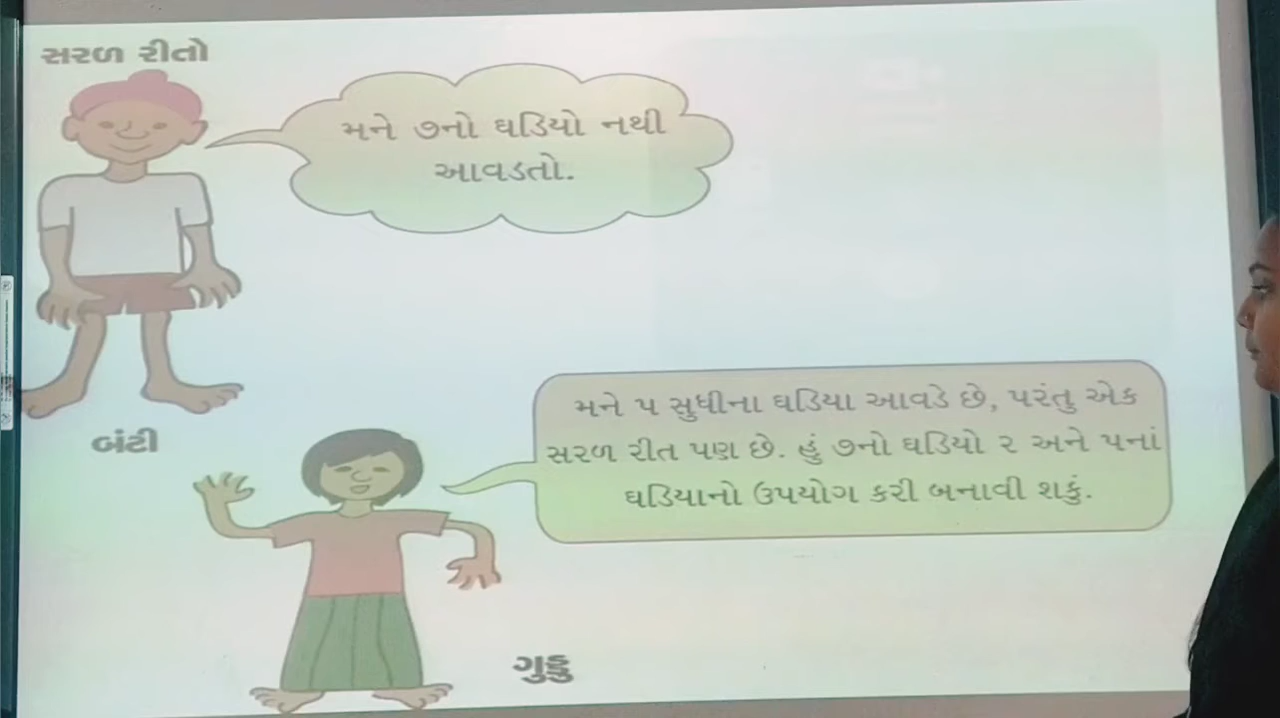 સરળ રીતો
મને ૭નો ઘડિયો નથી
આવડતો.
બંટી
મને ૫ સુધીના ઘડિયા આવડે છે, પરંતુ એક
સરળ રીત પણ છે. હું ૭નો ઘડિયો ૨ અને ૫નાં
ઘડિયાનો ઉપયોગ કરી બનાવી શકું.
ગુડ્ડુ